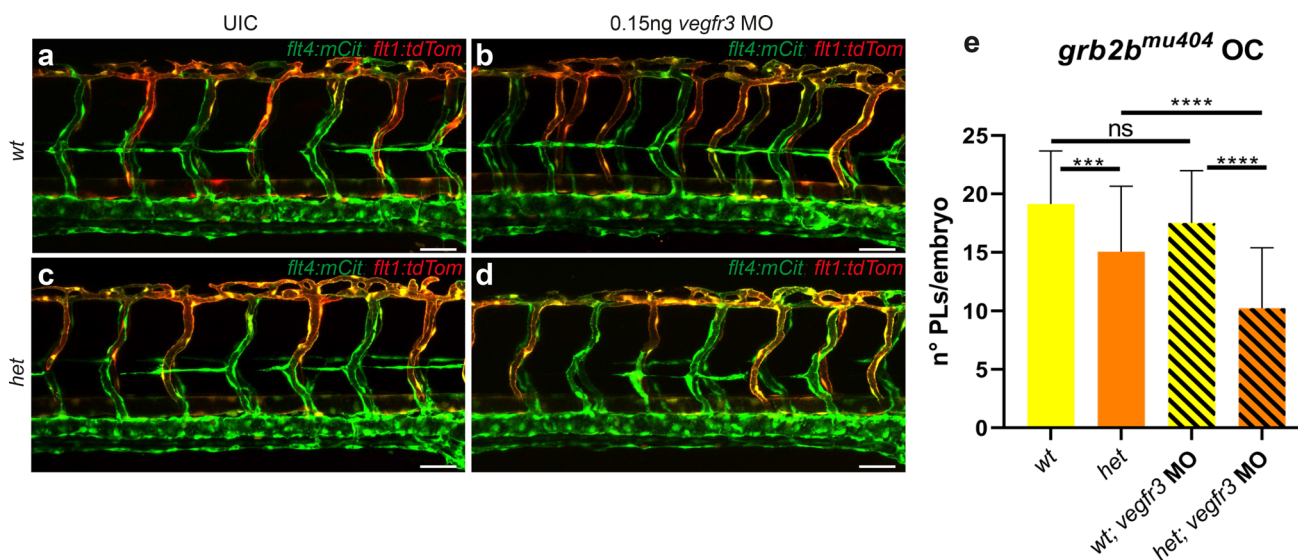 UIC
0.15ng vegfr3 MO
a
flt4:mCit flt1:tdTom
b
flt4:mCit flt1:tdTom
wt
c
flt4:mCit flt1:tdTom
d
flt4:mCit flt1:tdTom
het
e
grb2b^mu404 OC
n° PLs/embryo
25
20
15
10
5
0
****
ns
***
****
wt
het
wt; vegfr3 MO
het; vegfr3 MO